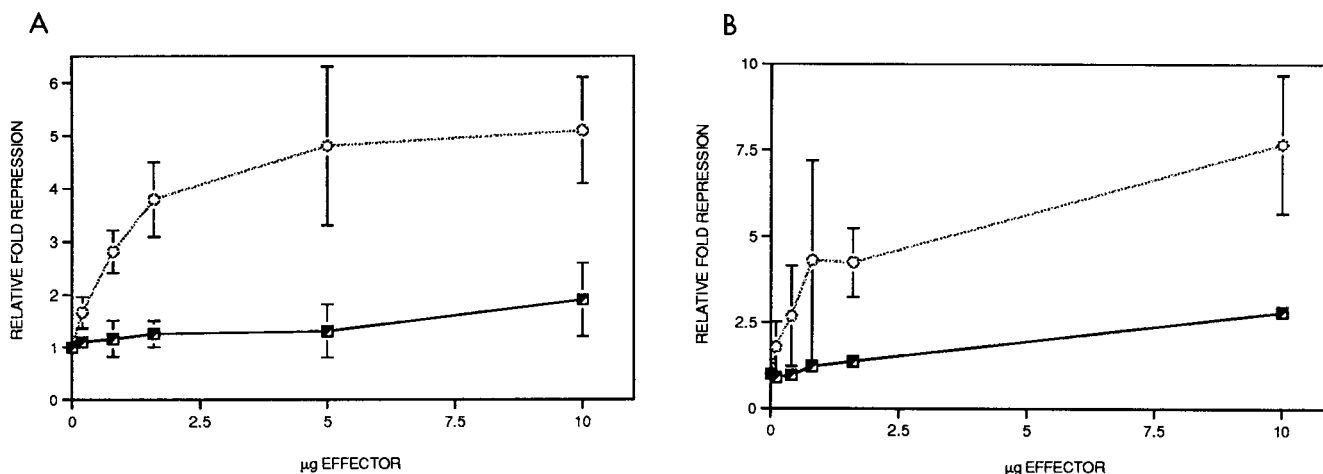 A
RELATIVE FOLD REPRESSION
6
5
4
3
2
1
0
0 2.5 5 7.5 10
μg EFFECTOR
B
RELATIVE FOLD REPRESSION
10
7.5
5
2.5
0
0 2.5 5 7.5 10
μg EFFECTOR